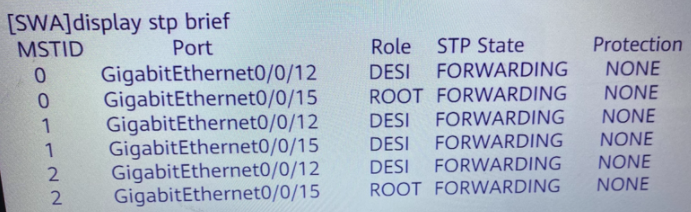 [SWA]display stp brief
MSTID Port Role STP State Protection
0 GigabitEthernet0/0/12 DESI FORWARDING NONE
0 GigabitEthernet0/0/15 ROOT FORWARDING NONE
1 GigabitEthernet0/0/12 DESI FORWARDING NONE
1 GigabitEthernet0/0/15 DESI FORWARDING NONE
2 GigabitEthernet0/0/12 DESI FORWARDING NONE
2 GigabitEthernet0/0/15 ROOT FORWARDING NONE